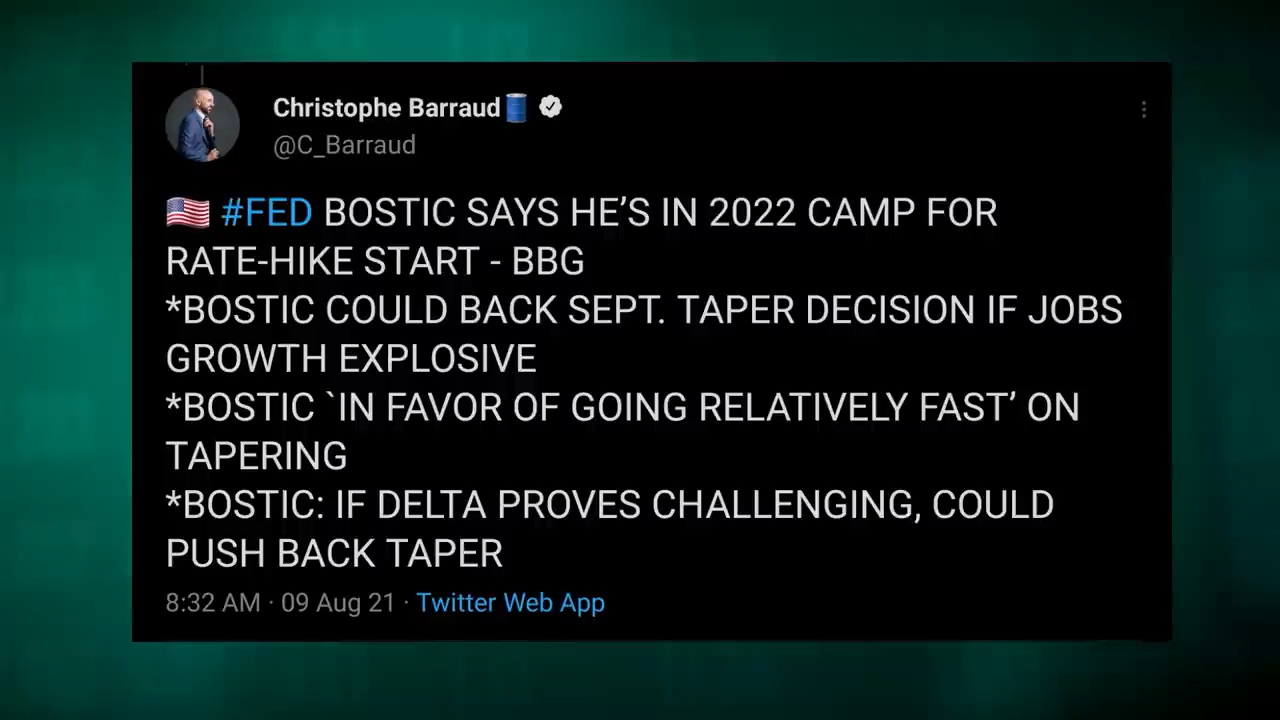 Christophe Barraud🛢️
@C_Barraud
🇺🇸 #FED BOSTIC SAYS HE’S IN 2022 CAMP FOR
RATE-HIKE START - BBG
*BOSTIC COULD BACK SEPT. TAPER DECISION IF JOBS
GROWTH EXPLOSIVE
*BOSTIC `IN FAVOR OF GOING RELATIVELY FAST’ ON
TAPERING
*BOSTIC: IF DELTA PROVES CHALLENGING, COULD
PUSH BACK TAPER
8:32 AM · 09 Aug 21 · Twitter Web App